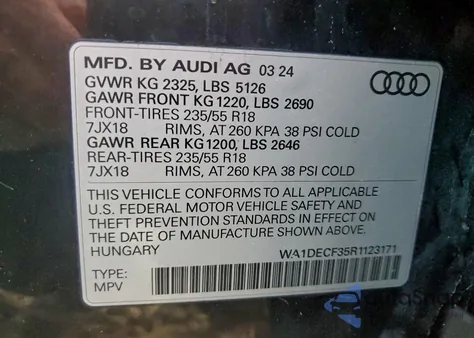 MFD. BY AUDI AG 03 24
GVWR KG 2325, LBS 5126
GAWR FRONT KG 1220, LBS 2690
FRONT-TIRES 235/55 R18
7JX18 RIMS, AT 260 KPA 38 PSI COLD
GAWR REAR KG 1200, LBS 2646
REAR-TIRES 235/55 R18
7JX18 RIMS, AT 260 KPA 38 PSI COLD
THIS VEHICLE CONFORMS TO ALL APPLICABLE
U.S. FEDERAL MOTOR VEHICLE SAFETY AND
THEFT PREVENTION STANDARDS IN EFFECT ON
THE DATE OF MANUFACTURE SHOWN ABOVE.
HUNGARY WA1DECF35R1123171
TYPE:
MPV
AutoSnap